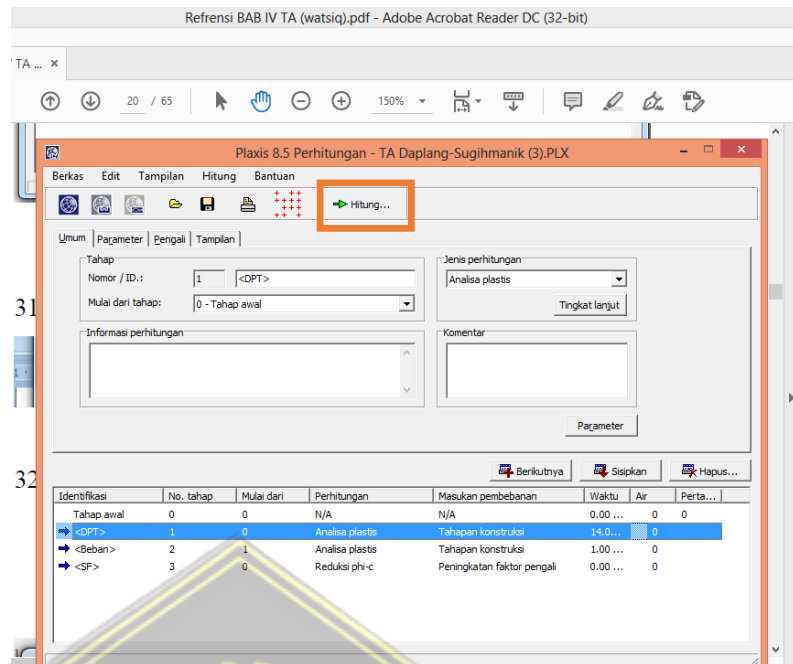 Refrensi BAB IV TA (watsiq).pdf - Adobe Acrobat Reader DC (32-bit)
TA ... ×
20 / 65 150%
Plaxis 8.5 Perhitungan - TA Daplang-Sugihmanik (3).PLX
Berkas Edit Tampilan Hitung Bantuan
Hitung...
Umum Parameter Pengali Tampilan
Tahap
Jenis perhitungan
Nomor / ID.: 1 <DPT>
Analisa plastis
Mulai dari tahap: 0 - Tahap awal
Tingkat lanjut
31
Informasi perhitungan
Komentar
Parameter
32
Berikutnya Sisipkan Hapus...
Identifikasi No. tahap Mulai dari Perhitungan Masukan pembebanan Waktu Air Perta...
Tahap awal 0 0 N/A N/A 0.00 ... 0 0
<DPT> 1 0 Analisa plastis Tahapan konstruksi 14.0... 0
<Beban> 2 1 Analisa plastis Tahapan konstruksi 1.00 ... 0
<SF> 3 0 Reduksi phi-c Peningkatan faktor pengali 0.00 ... 0